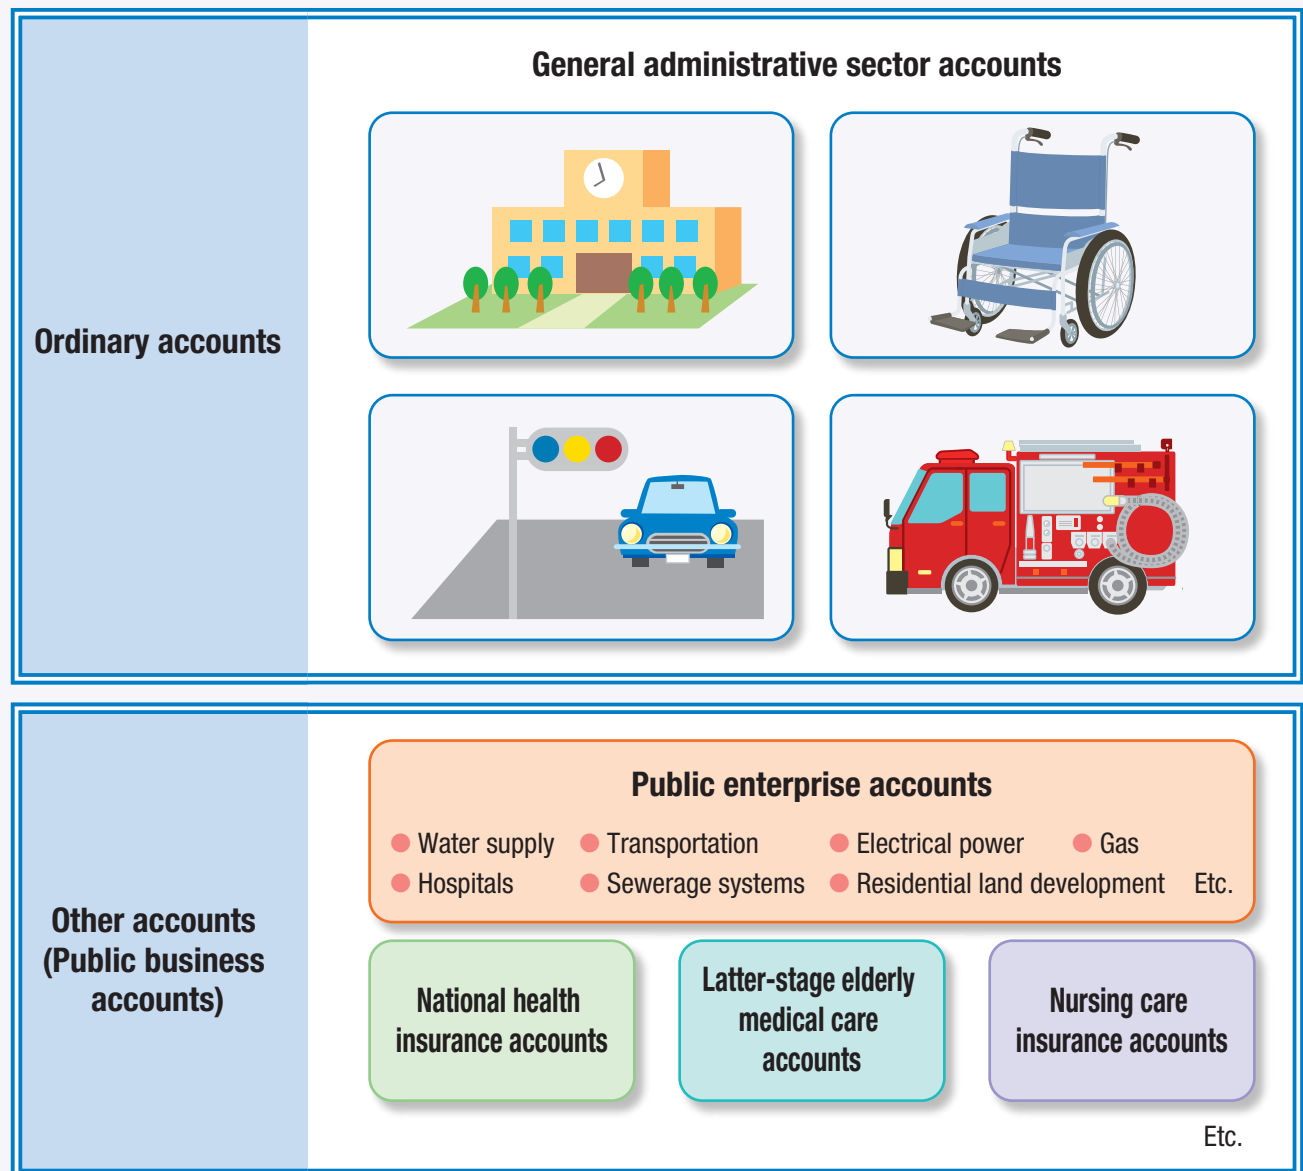 General administrative sector accounts
Ordinary accounts
Public enterprise accounts
Water supply
Transportation
Electrical power
Gas
Hospitals
Sewerage systems
Residential land development
Etc.
Other accounts
(Public business
accounts)
National health
insurance accounts
Latter-stage elderly
medical care
accounts
Nursing care
insurance accounts
Etc.